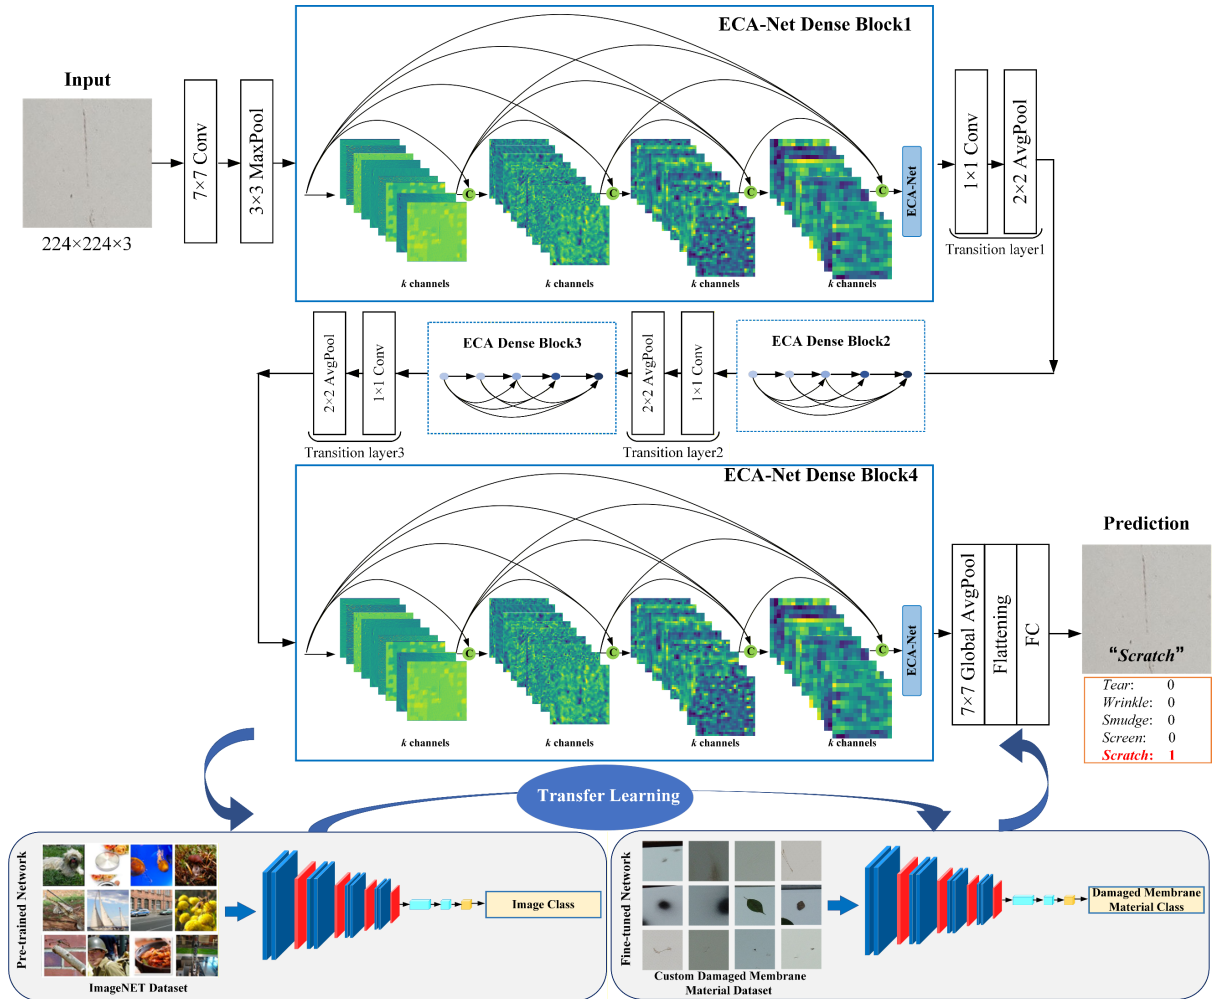 ECA-Net Dense Block1
Input
7×7 Conv
3×3 MaxPool
C
C
C
C
ECA-Net
1×1 Conv
2×2 AvgPool
224×224×3
Transition layer1
k channels
k channels
k channels
k channels
2×2 AvgPool
1×1 Conv
ECA Dense Block3
2×2 AvgPool
1×1 Conv
ECA Dense Block2
Transition layer3
Transition layer2
ECA-Net Dense Block4
C
C
C
C
ECA-Net
k channels
k channels
k channels
k channels
7×7 Global AvgPool
Flattening
FC
Prediction
“Scratch”
Tear: 0
Wrinkle: 0
Smudge: 0
Screen: 0
Scratch: 1
Transfer Learning
Pre-trained Network
Image Class
ImageNET Dataset
Fine-tuned Network
Damaged Membrane
Material Class
Custom Damaged Membrane
Material Dataset